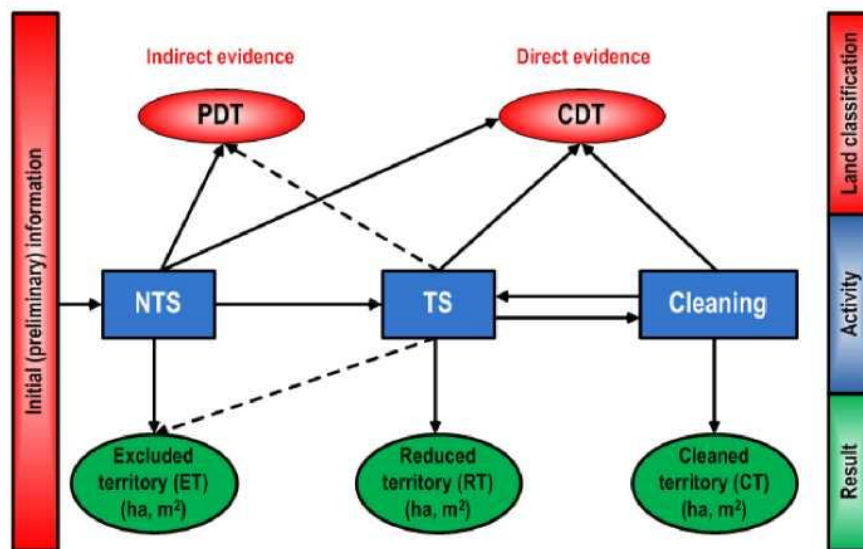 Initial (preliminary) information
Indirect evidence
Direct evidence
PDT
CDT
NTS
TS
Cleaning
Excluded
territory (ET)
(ha, m²)
Reduced
territory (RT)
(ha, m²)
Cleaned
territory (CT)
(ha, m²)
Land classification
Activity
Result